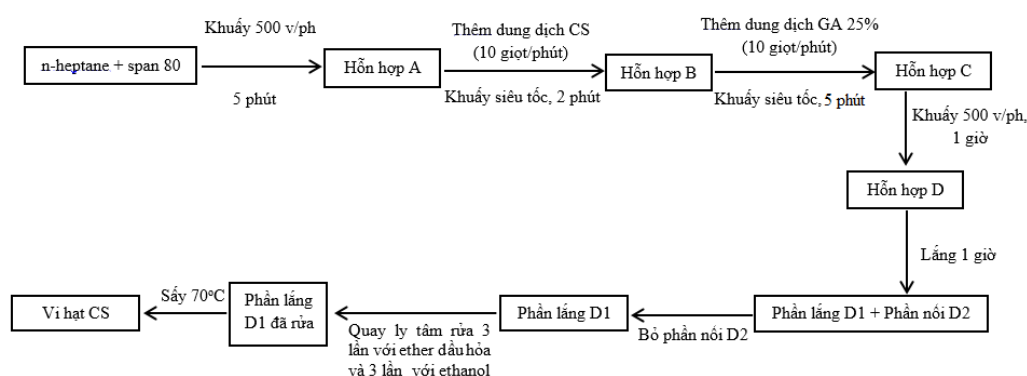 Khuấy 500 v/ph
n-heptane + span 80
5 phút
Hỗn hợp A
Thêm dung dịch CS
(10 giọt/phút)
Khuấy siêu tốc, 2 phút
Hỗn hợp B
Thêm dung dịch GA 25%
(10 giọt/phút)
Khuấy siêu tốc, 5 phút
Hỗn hợp C
Khuấy 500 v/ph,
1 giờ
Hỗn hợp D
Lắng 1 giờ
Phần lắng D1 + Phần nổi D2
Bỏ phần nổi D2
Phần lắng D1
Quay ly tâm rửa 3
lần với ether dầu hỏa
và 3 lần với ethanol
Phần lắng
D1 đã rửa
Sấy 70°C
Vi hạt CS